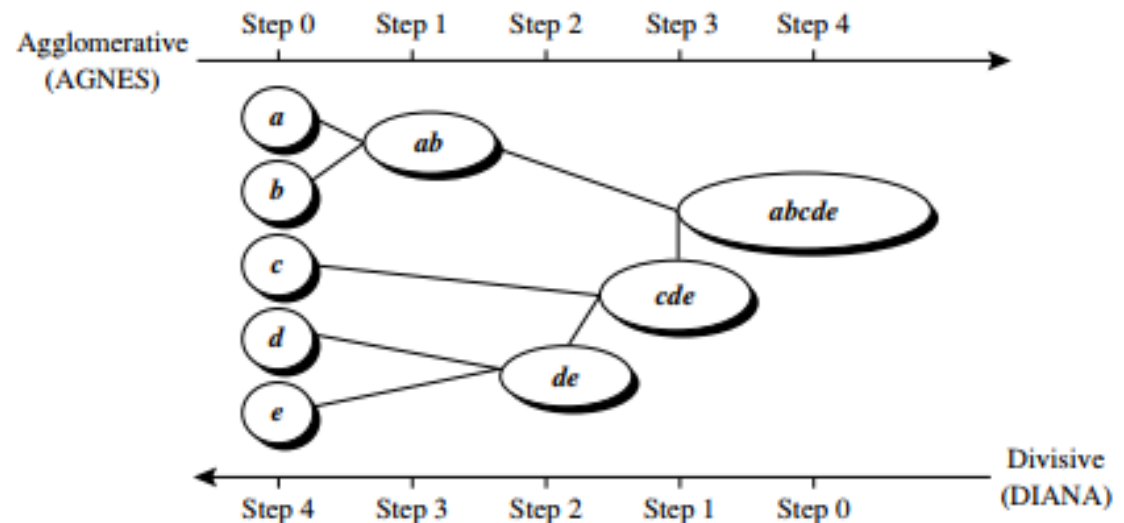 Step 0 Step 1 Step 2 Step 3 Step 4
Agglomerative
(AGNES)
a
ab
b
abcde
c
cde
d
de
e
Divisive
(DIANA)
Step 4 Step 3 Step 2 Step 1 Step 0